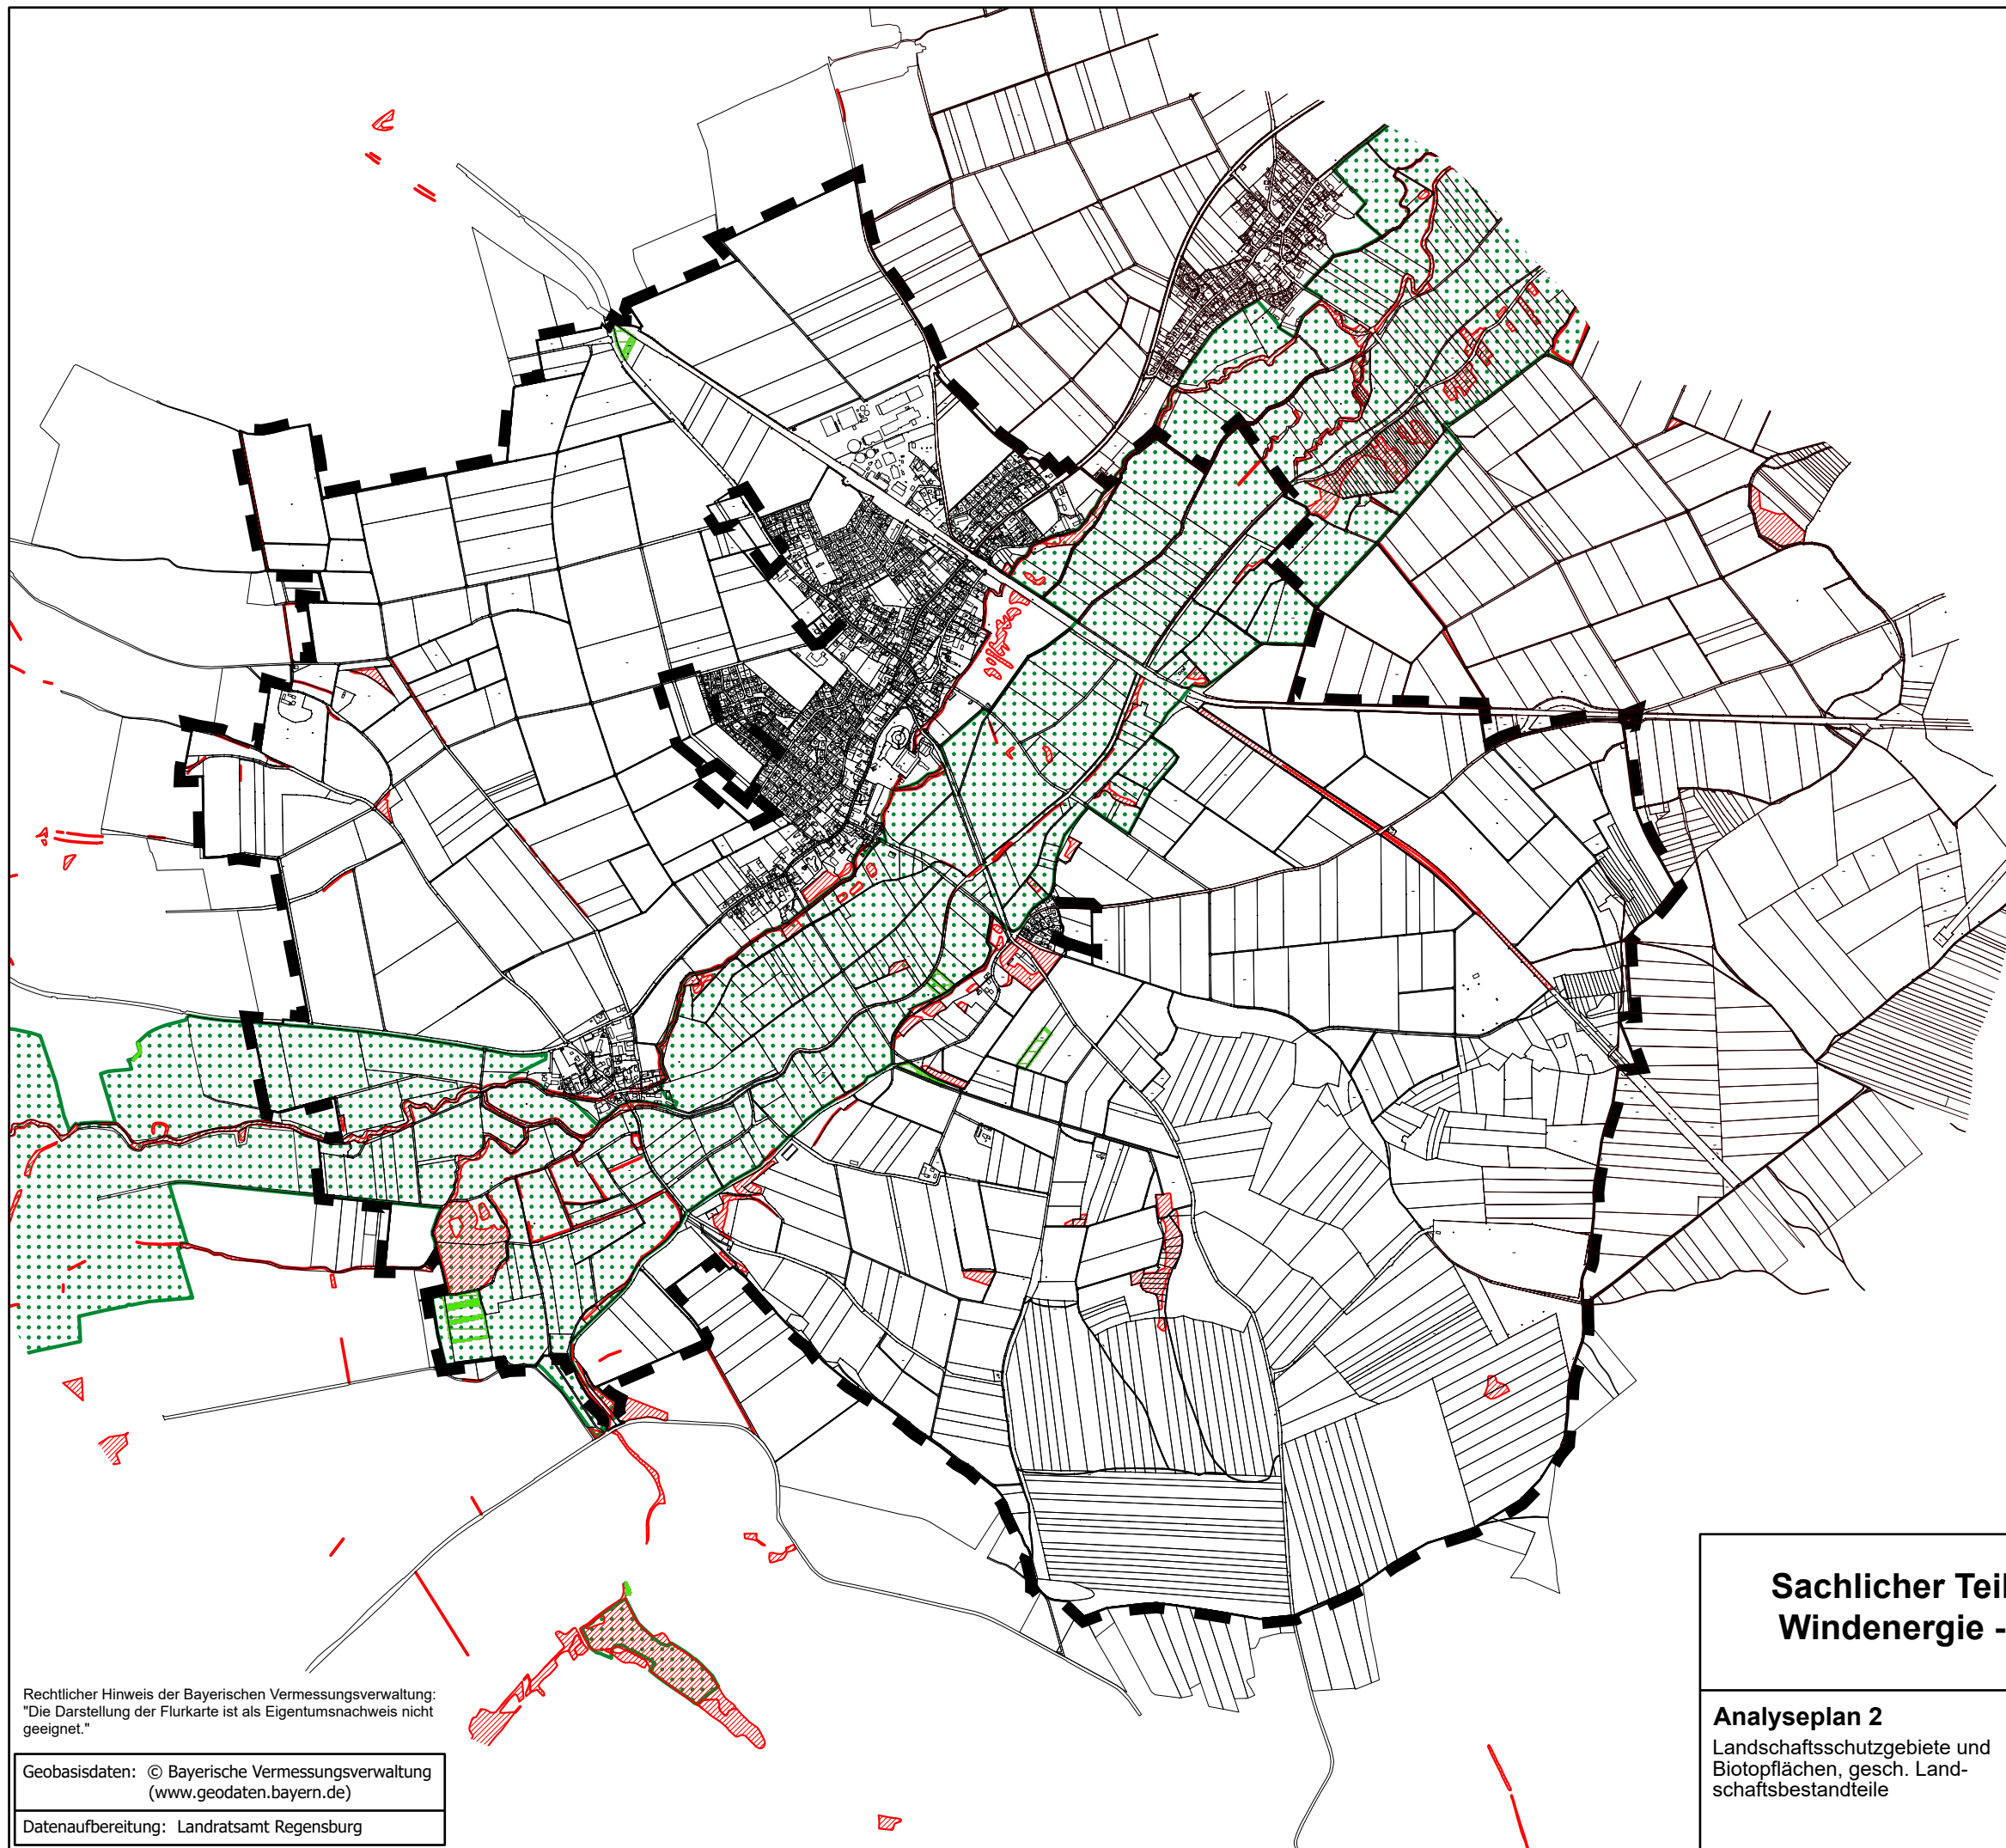 Sachlicher Teil
Windenergie -
Analyseplan 2
Landschaftsschutzgebiete und
Biotopflächen, gesch. Land-
schaftsbestandteile
Rechtlicher Hinweis der Bayerischen Vermessungsverwaltung:
"Die Darstellung der Flurkarte ist als Eigentumsnachweis nicht
geeignet."
Geobasisdaten: © Bayerische Vermessungsverwaltung
(www.geodaten.bayern.de)
Datenaufbereitung: Landratsamt Regensburg